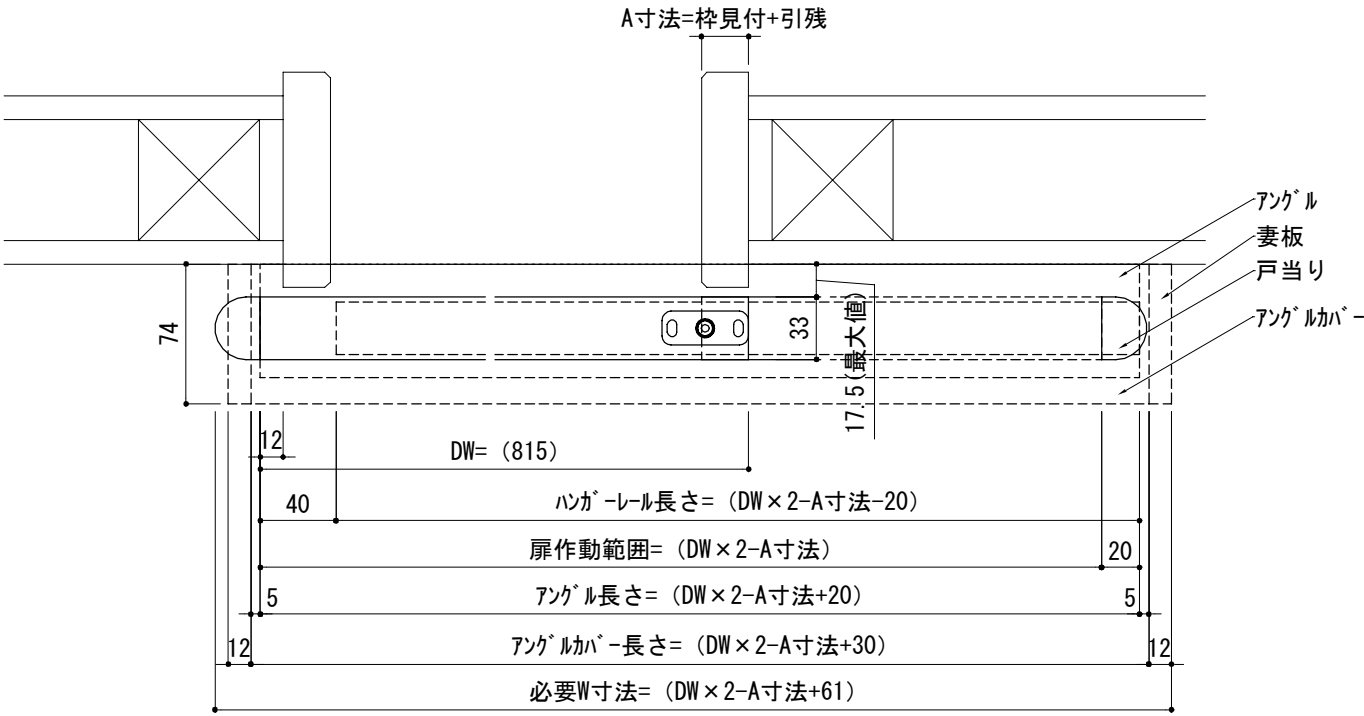 A寸法=枠見付+引残
ｱﾝｸﾞﾙ
妻板
戸当り
ｱﾝｸﾞﾙｶﾊﾞｰ
74
33
17.5(最大値)
12
DW= (815)
40
ﾊﾝｶﾞｰﾚｰﾙ長さ= (DW×2-A寸法-20)
扉作動範囲= (DW×2-A寸法)
20
5
ｱﾝｸﾞﾙ長さ= (DW×2-A寸法+20)
5
12
ｱﾝｸﾞﾙｶﾊﾞｰ長さ= (DW×2-A寸法+30)
12
必要W寸法= (DW×2-A寸法+61)